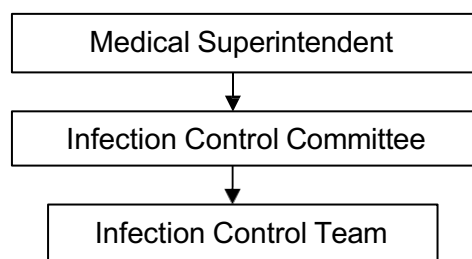 Medical Superintendent
Infection Control Committee
Infection Control Team